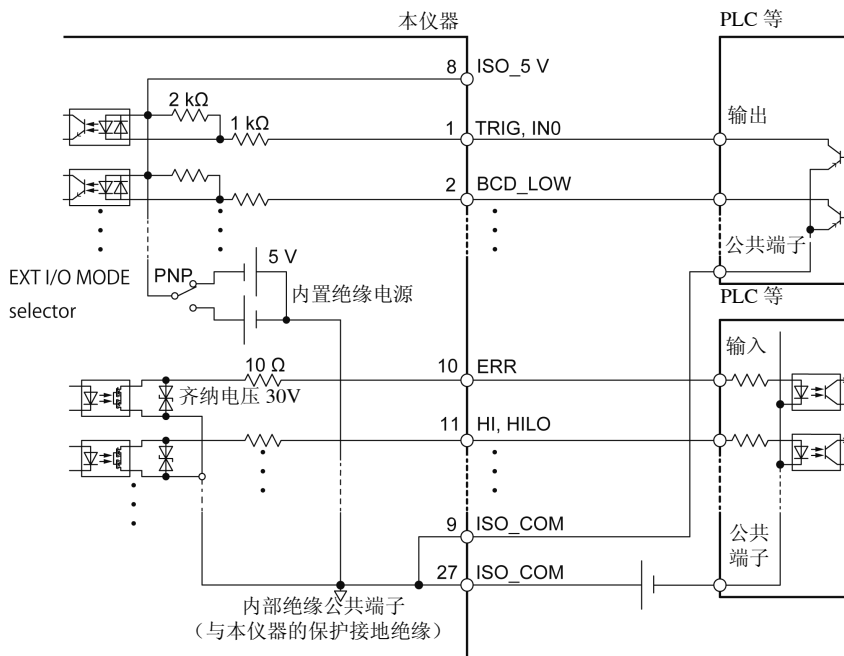 本仪器
PLC 等
8 ISO_5 V
2 kΩ
1 kΩ
1 TRIG, IN0
输出
2 BCD_LOW
公共端子
EXT I/O MODE
selector
PNP
5 V
内置绝缘电源
PLC 等
输入
10 Ω
10 ERR
齐纳电压 30V
11 HI, HILO
9 ISO_COM
公共
端子
27 ISO_COM
内部绝缘公共端子
（与本仪器的保护接地绝缘）